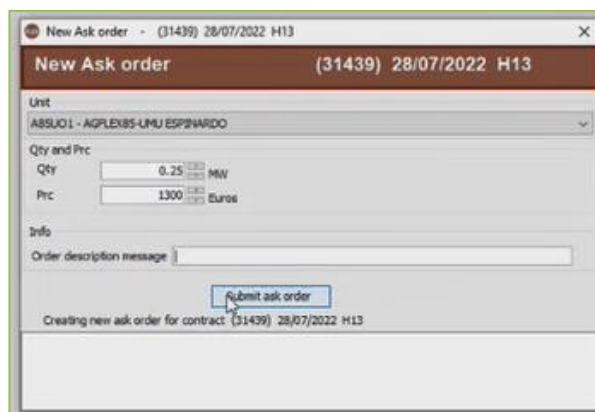 New Ask order - (31439) 28/07/2022 H13
New Ask order (31439) 28/07/2022 H13
Unit
A85UO1 - AGFLEX85-UMU ESPINARDO
Qty and Prc
Qty 0.25 MW
Prc 1300 Euros
Info
Order description message
Submit ask order
Creating new ask order for contract (31439) 28/07/2022 H13